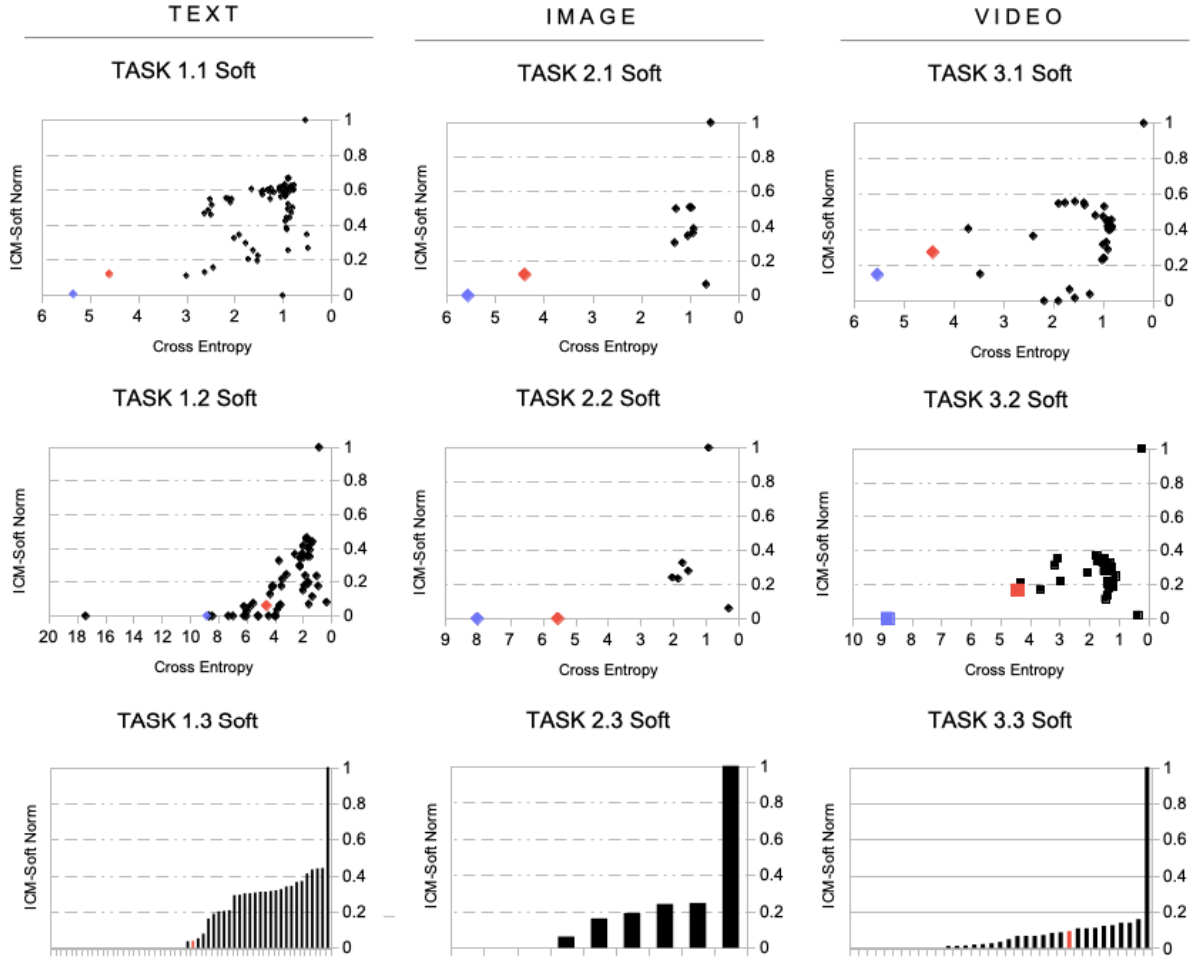 TEXT IMAGE VIDEO
TASK 1.1 Soft TASK 2.1 Soft TASK 3.1 Soft
ICM-Soft Norm
1
0.8
0.6
0.4
0.2
0
6 5 4 3 2 1 0
Cross Entropy
ICM-Soft Norm
1
0.8
0.6
0.4
0.2
0
6 5 4 3 2 1 0
Cross Entropy
ICM-Soft Norm
1
0.8
0.6
0.4
0.2
0
6 5 4 3 2 1 0
Cross Entropy
TASK 1.2 Soft TASK 2.2 Soft TASK 3.2 Soft
ICM-Soft Norm
1
0.8
0.6
0.4
0.2
0
20 18 16 14 12 10 8 6 4 2 0
Cross Entropy
ICM-Soft Norm
1
0.8
0.6
0.4
0.2
0
9 8 7 6 5 4 3 2 1 0
Cross Entropy
ICM-Soft Norm
1
0.8
0.6
0.4
0.2
0
10 9 8 7 6 5 4 3 2 1 0
Cross Entropy
TASK 1.3 Soft TASK 2.3 Soft TASK 3.3 Soft
ICM-Soft Norm
1
0.8
0.6
0.4
0.2
0
ICM-Soft Norm
1
0.8
0.6
0.4
0.2
0
ICM-Soft Norm
1
0.8
0.6
0.4
0.2
0